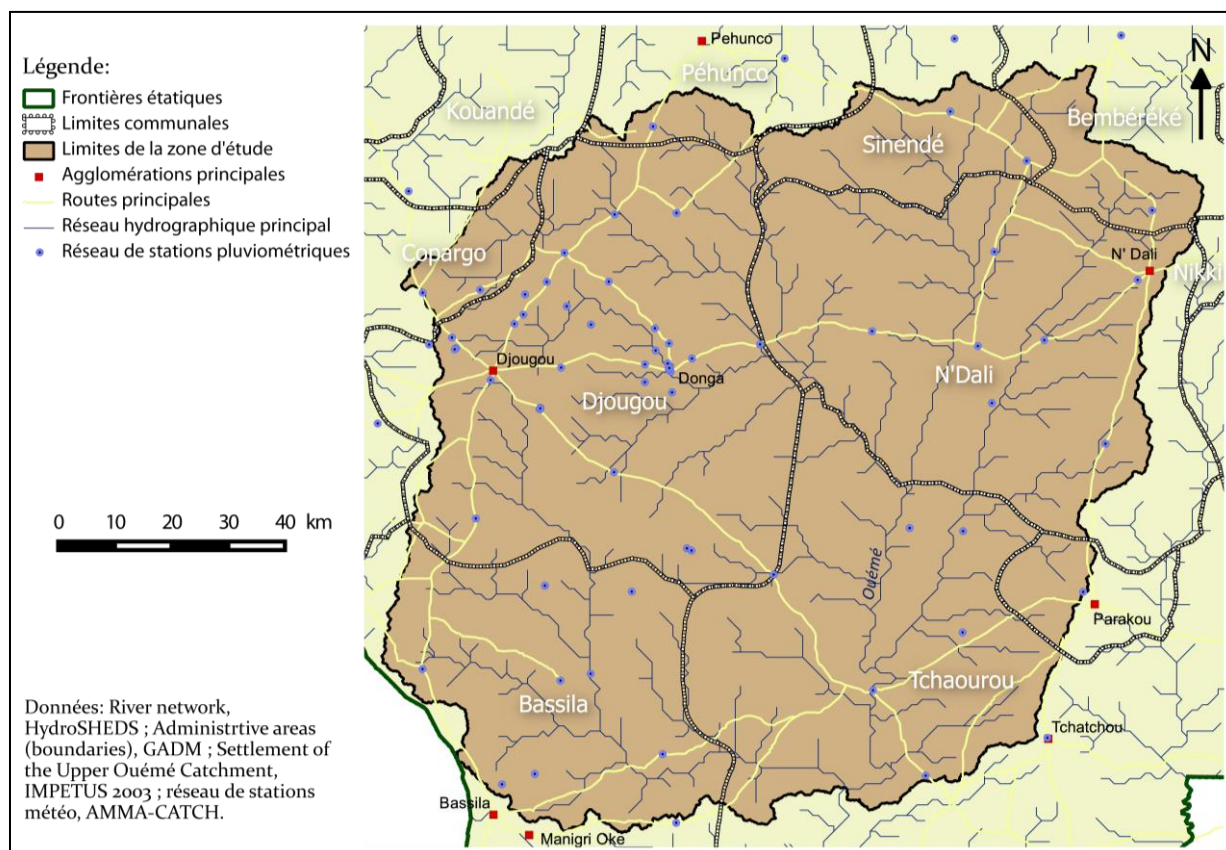 Légende:
Frontières étatiques
Limites communales
Limites de la zone d'étude
Agglomérations principales
Routes principales
Réseau hydrographique principal
Réseau de stations pluviométriques
0 10 20 30 40 km
Données: River network,
HydroSHEDS ; Administrtive areas
(boundaries), GADM ; Settlement of
the Upper Ouémé Catchment,
IMPETUS 2003 ; réseau de stations
météo, AMMA-CATCH.
N
Pehunco
Péhunco
Kouandé
Bembéréké
Sinendé
Copargo
N' Dali
Nikki
Djougou
Donga
N'Dali
Djougou
Ouémé
Parakou
Tchaourou
Bassila
Tchatchou
Bassila
Manigri Oke